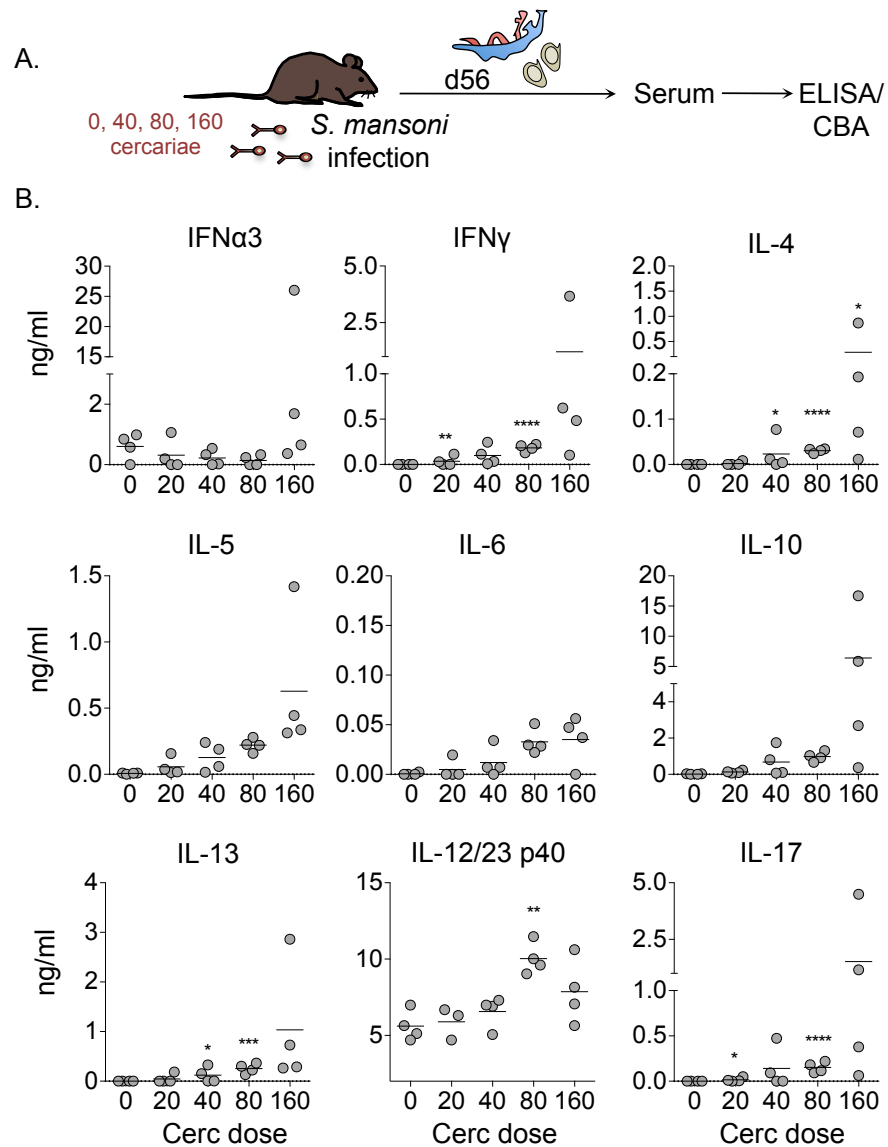 A.
d56
Serum
ELISA/
CBA
0, 40, 80, 160
cercariae
S. mansoni
infection
B.
IFNα3
IFNγ
IL-4
ng/ml
30
25
20
15
2
0
0 20 40 80 160
5.0
2.5
1.0
0.5
0.0
** ****
0 20 40 80 160
2.0
1.5
1.0
0.5
0.2
0.1
0.0
* **** *
0 20 40 80 160
IL-5
IL-6
IL-10
ng/ml
1.5
1.0
0.5
0.0
0 20 40 80 160
0.20
0.15
0.10
0.05
0.00
0 20 40 80 160
20
15
10
5
4
2
0
0 20 40 80 160
IL-13
IL-12/23 p40
IL-17
ng/ml
4
3
2
1
0
* ***
0 20 40 80 160
Cerc dose
15
10
5
**
0 20 40 80 160
Cerc dose
5.0
2.5
1.0
0.5
0.0
* ****
0 20 40 80 160
Cerc dose